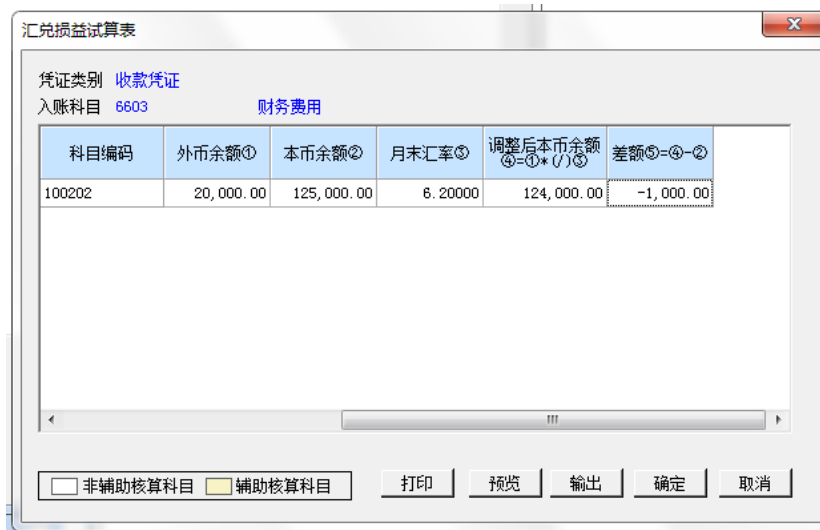 汇兑损益试算表
凭证类别 收款凭证
入账科目 6603 财务费用
科目编码 外币余额① 本币余额② 月末汇率③ 调整后本币余额 差额⑤=④-②
④=①*(/)③
100202 20,000.00 125,000.00 6.20000 124,000.00 -1,000.00
非辅助核算科目 辅助核算科目 打印 预览 输出 确定 取消